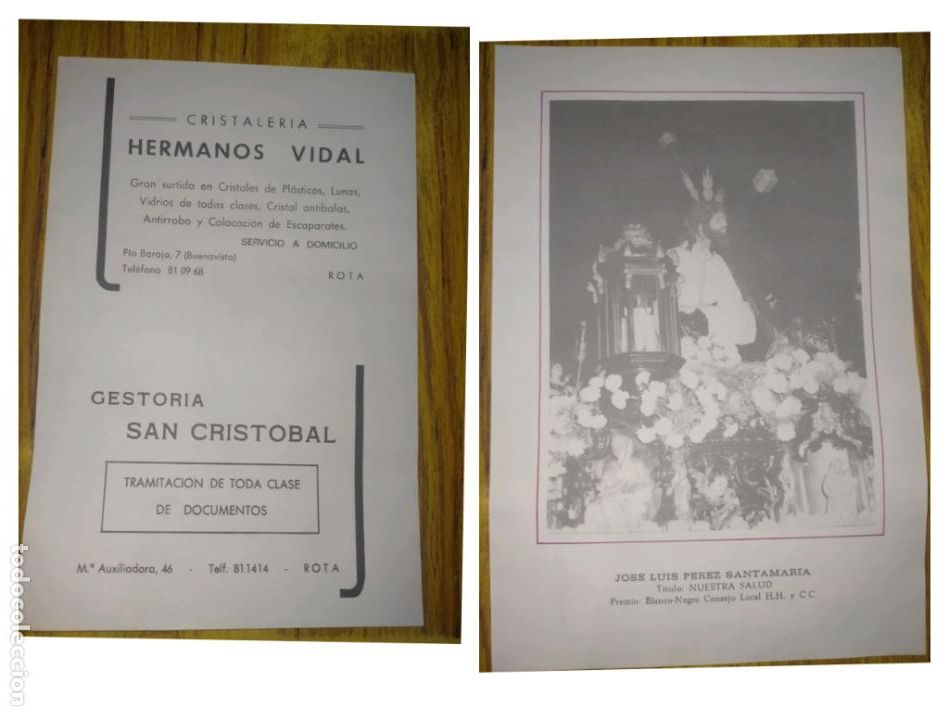 CRISTALERIA
HERMANOS VIDAL
Gran surtido en Cristales de Plásticos, Lunas,
Vidrios de todas clases, Cristal antibalas,
Antirrobo y Colocación de Escaparates.
SERVICIO A DOMICILIO
Pío Baroja, 7 (Buenavista)
Teléfono 81 09 68
ROTA
GESTORIA
SAN CRISTOBAL
TRAMITACION DE TODA CLASE
DE DOCUMENTOS
M.ª Auxiliadora, 46 - Telf. 811414 - ROTA
JOSE LUIS PEREZ SANTAMARIA
Título: NUESTRA SALUD
Premio: Blanco-Negro Consejo Local H.H. y C.C.
todocoleccion